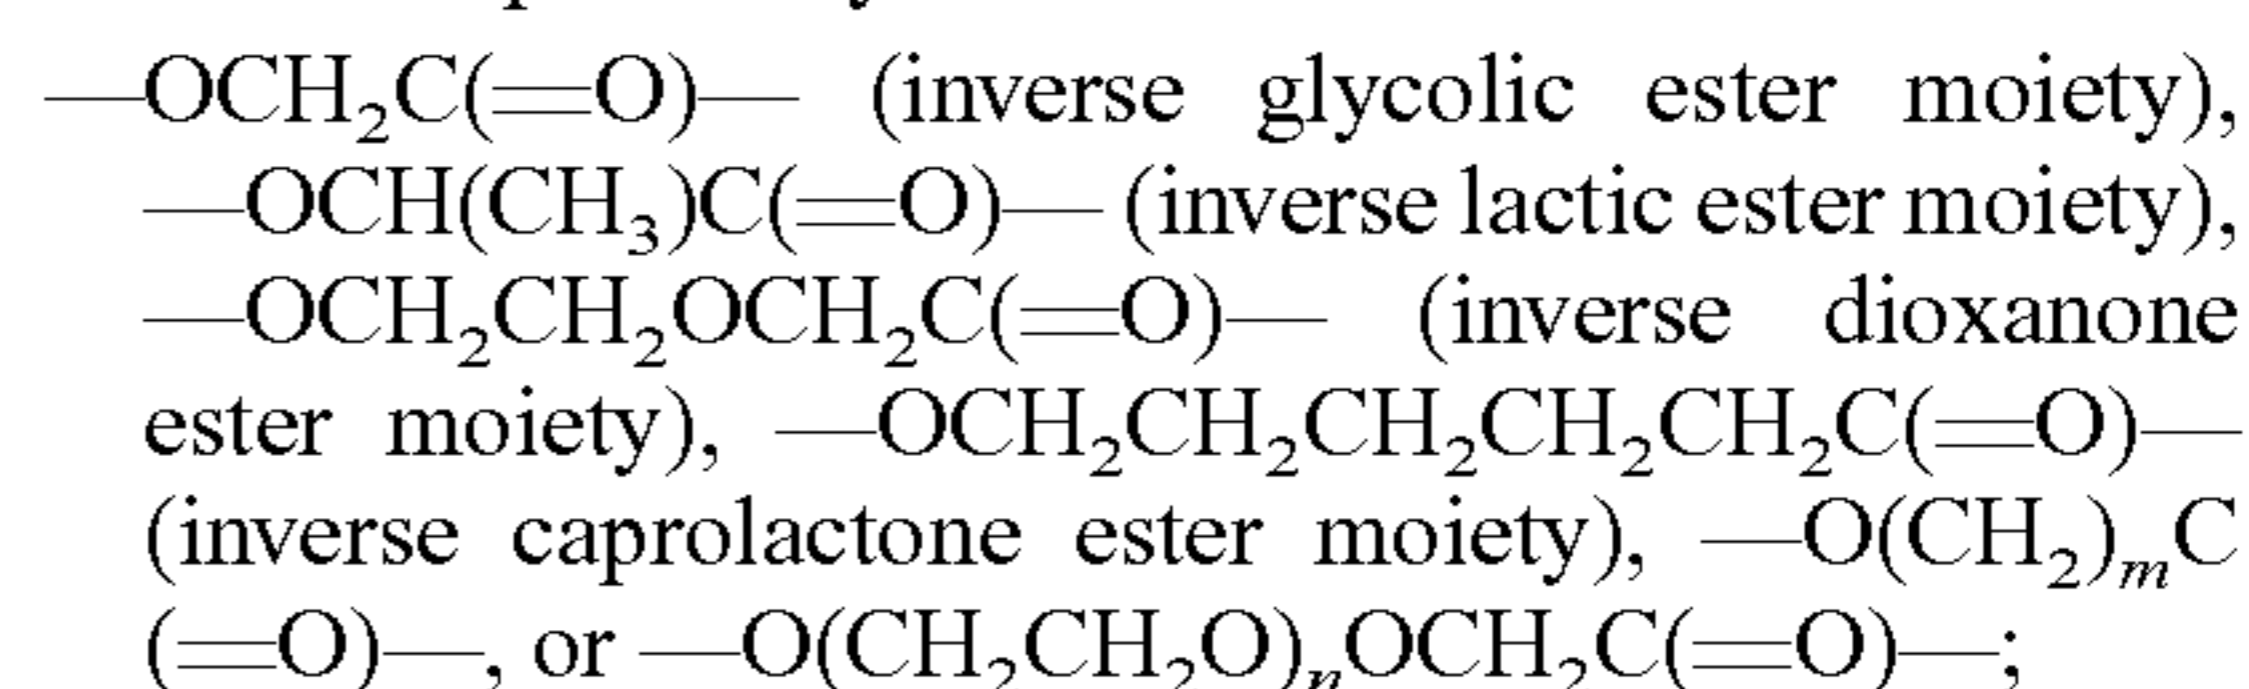 —OCH₂C(=O)— (inverse glycolic ester moiety),
—OCH(CH₃)C(=O)— (inverse lactic ester moiety),
—OCH₂CH₂OCH₂C(=O)— (inverse dioxanone
ester moiety), —OCH₂CH₂CH₂CH₂CH₂C(=O)—
(inverse caprolactone ester moiety), —O(CH₂)ₘC
(=O)—, or —O(CH₂CH₂O)ₙOCH₂C(=O)—;